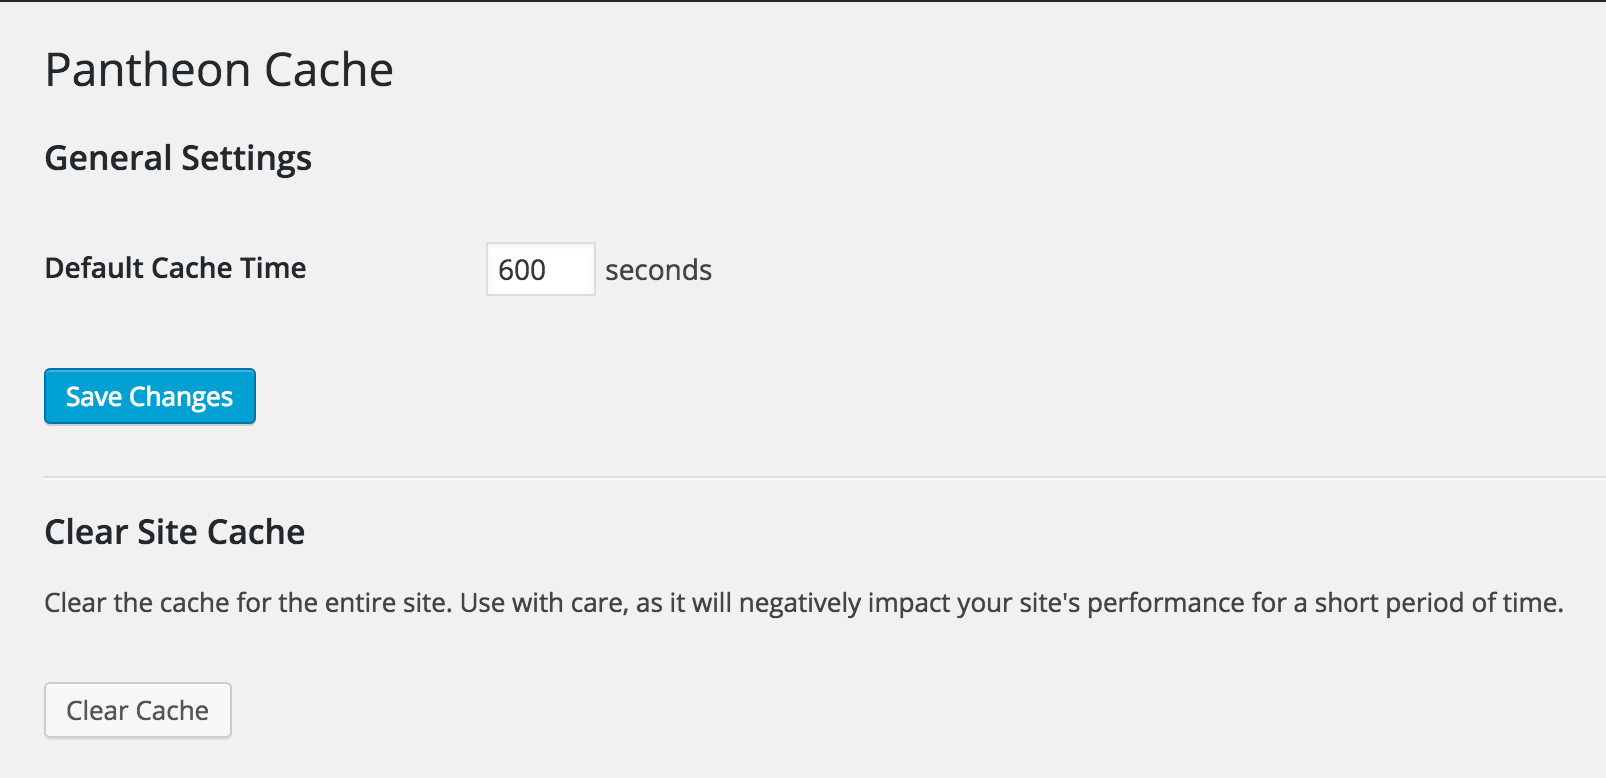 Pantheon Cache
General Settings
Default Cache Time 600 seconds
Save Changes
Clear Site Cache
Clear the cache for the entire site. Use with care, as it will negatively impact your site's performance for a short period of time.
Clear Cache